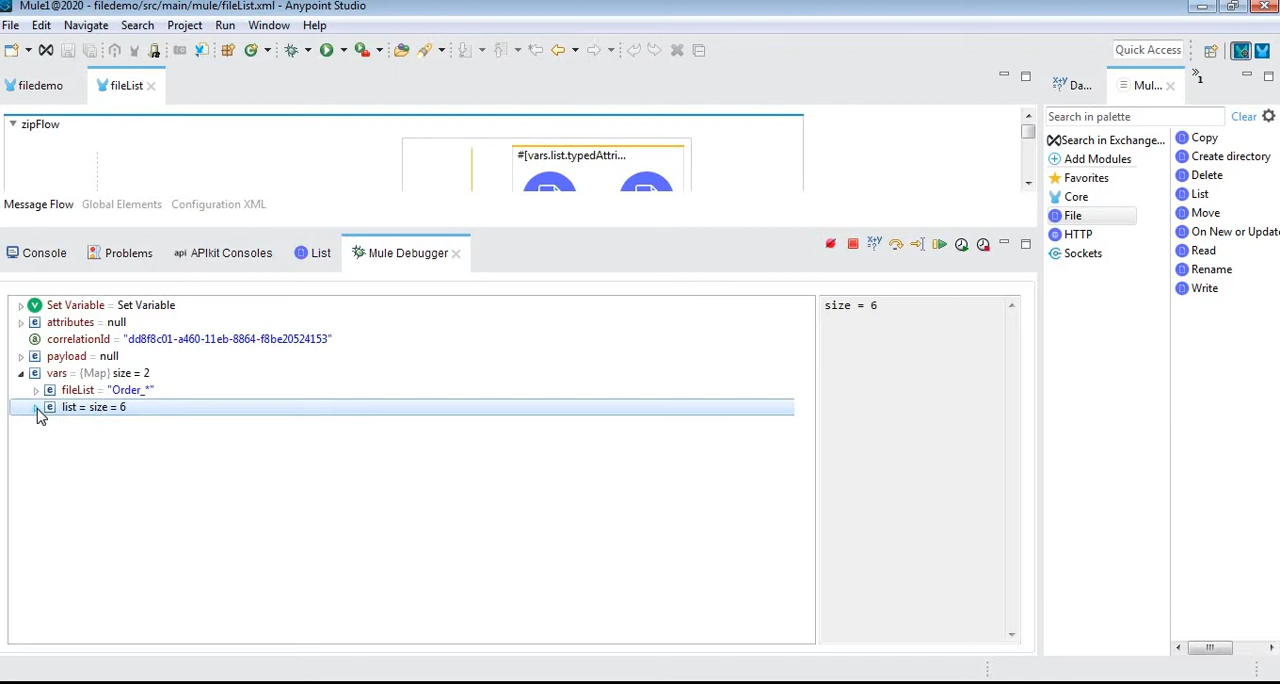 Mule1@2020 - filedemo/src/main/mule/fileList.xml - Anypoint Studio
File Edit Navigate Search Project Run Window Help
Quick Access
filedemo fileList
Da... Mul... 1
zipFlow
#[vars.list.typedAttri...
Message Flow Global Elements Configuration XML
Search in palette Clear
Search in Exchange...
Add Modules
Favorites
Core
File
HTTP
Sockets
Copy
Create directory
Delete
List
Move
On New or Update
Read
Rename
Write
Console Problems api APIkit Consoles List Mule Debugger
Set Variable = Set Variable
attributes = null
correlationId = "dd8f8c01-a460-11eb-8864-f8be20524153"
payload = null
vars = {Map} size = 2
fileList = "Order_*"
list = size = 6
size = 6